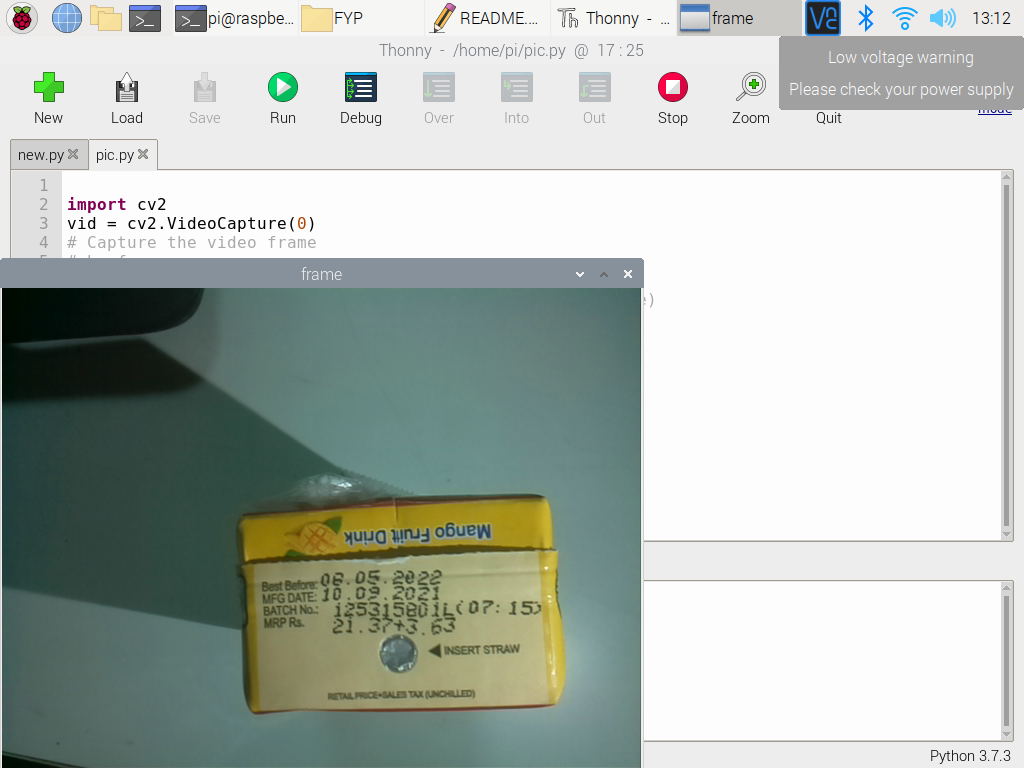 pi@raspbe...
FYP
README....
Thonny - ...
frame
13:12
Thonny - /home/pi/pic.py @ 17:25
Low voltage warning
Please check your power supply
New
Load
Save
Run
Debug
Over
Into
Out
Stop
Zoom
Quit
mode
new.py
pic.py
1
2 import cv2
3 vid = cv2.VideoCapture(0)
4 # Capture the video frame
frame
Mango Fruit Drink
Best Before: 08.05.2022
MFG DATE: 10.09.2021
BATCH No.: 125315801L(07:15)
MRP Rs. 21.37+3.63
INSERT STRAW
RETAIL PRICE+SALES TAX (UNCHILLED)
Python 3.7.3